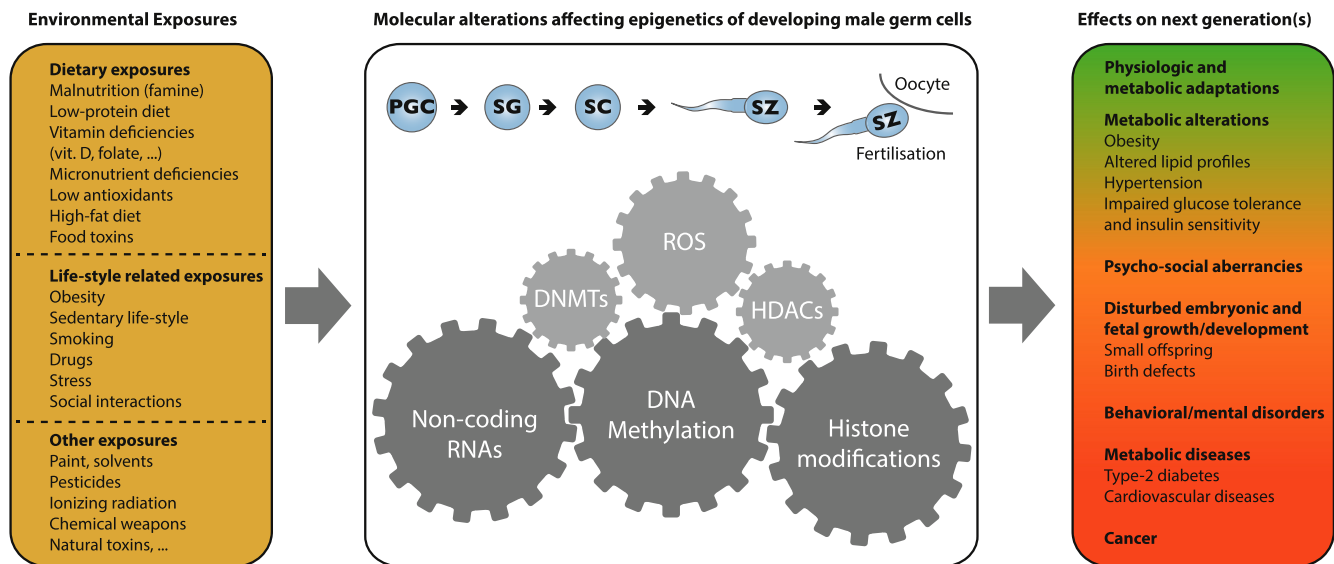 Environmental Exposures
Dietary exposures
Malnutrition (famine)
Low-protein diet
Vitamin deficiencies
(vit. D, folate, ...)
Micronutrient deficiencies
Low antioxidants
High-fat diet
Food toxins
Life-style related exposures
Obesity
Sedentary life-style
Smoking
Drugs
Stress
Social interactions
Other exposures
Paint, solvents
Pesticides
Ionizing radiation
Chemical weapons
Natural toxins, ...
Molecular alterations affecting epigenetics of developing male germ cells
PGC
SG
SC
SZ
SZ
Oocyte
Fertilisation
ROS
DNMTs
HDACs
Non-coding
RNAs
DNA
Methylation
Histone
modifications
Effects on next generation(s)
Physiologic and
metabolic adaptations
Metabolic alterations
Obesity
Altered lipid profiles
Hypertension
Impaired glucose tolerance
and insulin sensitivity
Psycho-social aberrancies
Disturbed embryonic and
fetal growth/development
Small offspring
Birth defects
Behavioral/mental disorders
Metabolic diseases
Type-2 diabetes
Cardiovascular diseases
Cancer